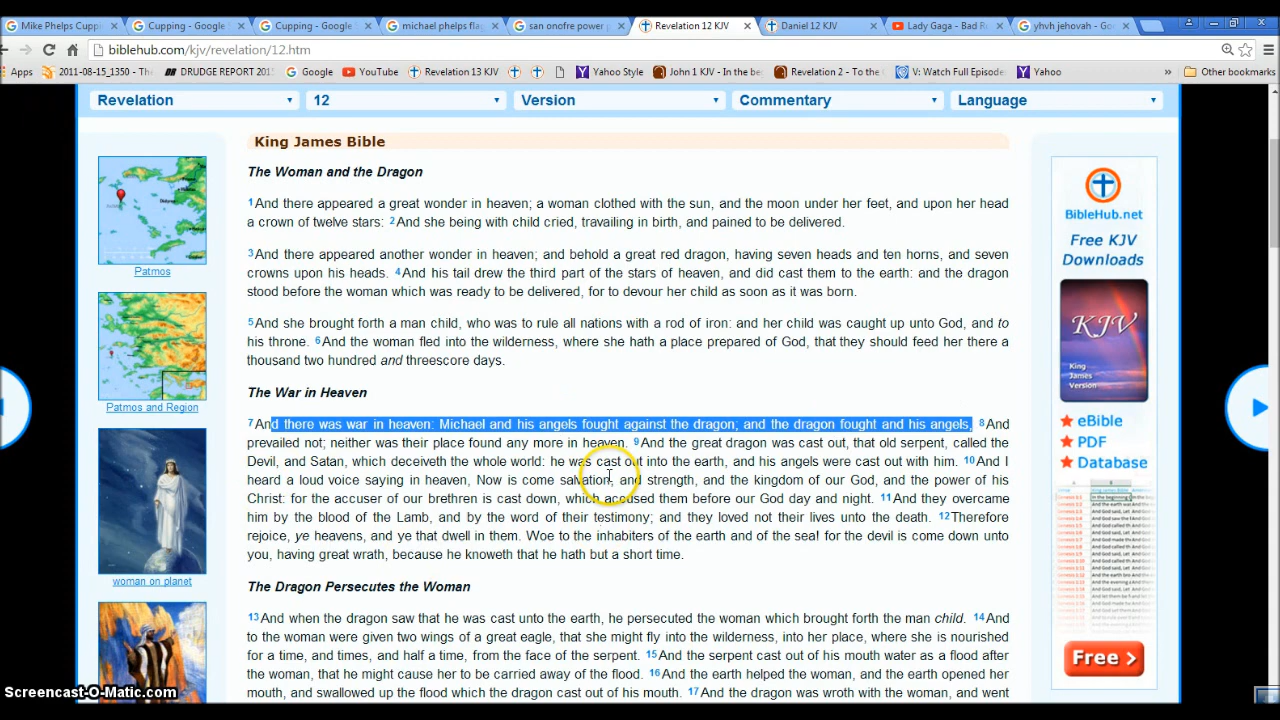 Mike Phelps Cuppi
Cupping - Google
Cupping - Google
michael phelps flag
san onofre power p
Revelation 12 KJV
Daniel 12 KJV
Lady Gaga - Bad R
yhvh jehovah - Goo
biblehub.com/kjv/revelation/12.htm
Apps
2011-08-15_1350 - Th
DRUDGE REPORT 201
Google
YouTube
Revelation 13 KJV
Yahoo Style
John 1 KJV - In the be
Revelation 2 - To the
V: Watch Full Episode
Yahoo
»
Other bookmarks
Revelation
12
Version
Commentary
Language
King James Bible
The Woman and the Dragon
1And there appeared a great wonder in heaven; a woman clothed with the sun, and the moon under her feet, and upon her head
a crown of twelve stars: 2And she being with child cried, travailing in birth, and pained to be delivered.
3And there appeared another wonder in heaven; and behold a great red dragon, having seven heads and ten horns, and seven
crowns upon his heads. 4And his tail drew the third part of the stars of heaven, and did cast them to the earth: and the dragon
stood before the woman which was ready to be delivered, for to devour her child as soon as it was born.
5And she brought forth a man child, who was to rule all nations with a rod of iron: and her child was caught up unto God, and to
his throne. 6And the woman fled into the wilderness, where she hath a place prepared of God, that they should feed her there a
thousand two hundred and threescore days.
The War in Heaven
7And there was war in heaven: Michael and his angels fought against the dragon; and the dragon fought and his angels, 8And
prevailed not; neither was their place found any more in heaven. 9And the great dragon was cast out, that old serpent, called the
Devil, and Satan, which deceiveth the whole world: he was cast out into the earth, and his angels were cast out with him. 10And I
heard a loud voice saying in heaven, Now is come salvation, and strength, and the kingdom of our God, and the power of his
Christ: for the accuser of our brethren is cast down, which accused them before our God day and night. 11And they overcame
him by the blood of the Lamb, and by the word of their testimony; and they loved not their lives unto the death. 12Therefore
rejoice, ye heavens, and ye that dwell in them. Woe to the inhabiters of the earth and of the sea! for the devil is come down unto
you, having great wrath, because he knoweth that he hath but a short time.
The Dragon Persecutes the Woman
13And when the dragon saw that he was cast unto the earth, he persecuted the woman which brought forth the man child. 14And
to the woman were given two wings of a great eagle, that she might fly into the wilderness, into her place, where she is nourished
for a time, and times, and half a time, from the face of the serpent. 15And the serpent cast out of his mouth water as a flood after
the woman, that he might cause her to be carried away of the flood. 16And the earth helped the woman, and the earth opened her
mouth, and swallowed up the flood which the dragon cast out of his mouth. 17And the dragon was wroth with the woman, and went
Patmos
Patmos and Region
woman on planet
BibleHub.net
Free KJV
Downloads
KJV
King
James
Version
eBible
PDF
Database
Free >
Screencast-O-Matic.com